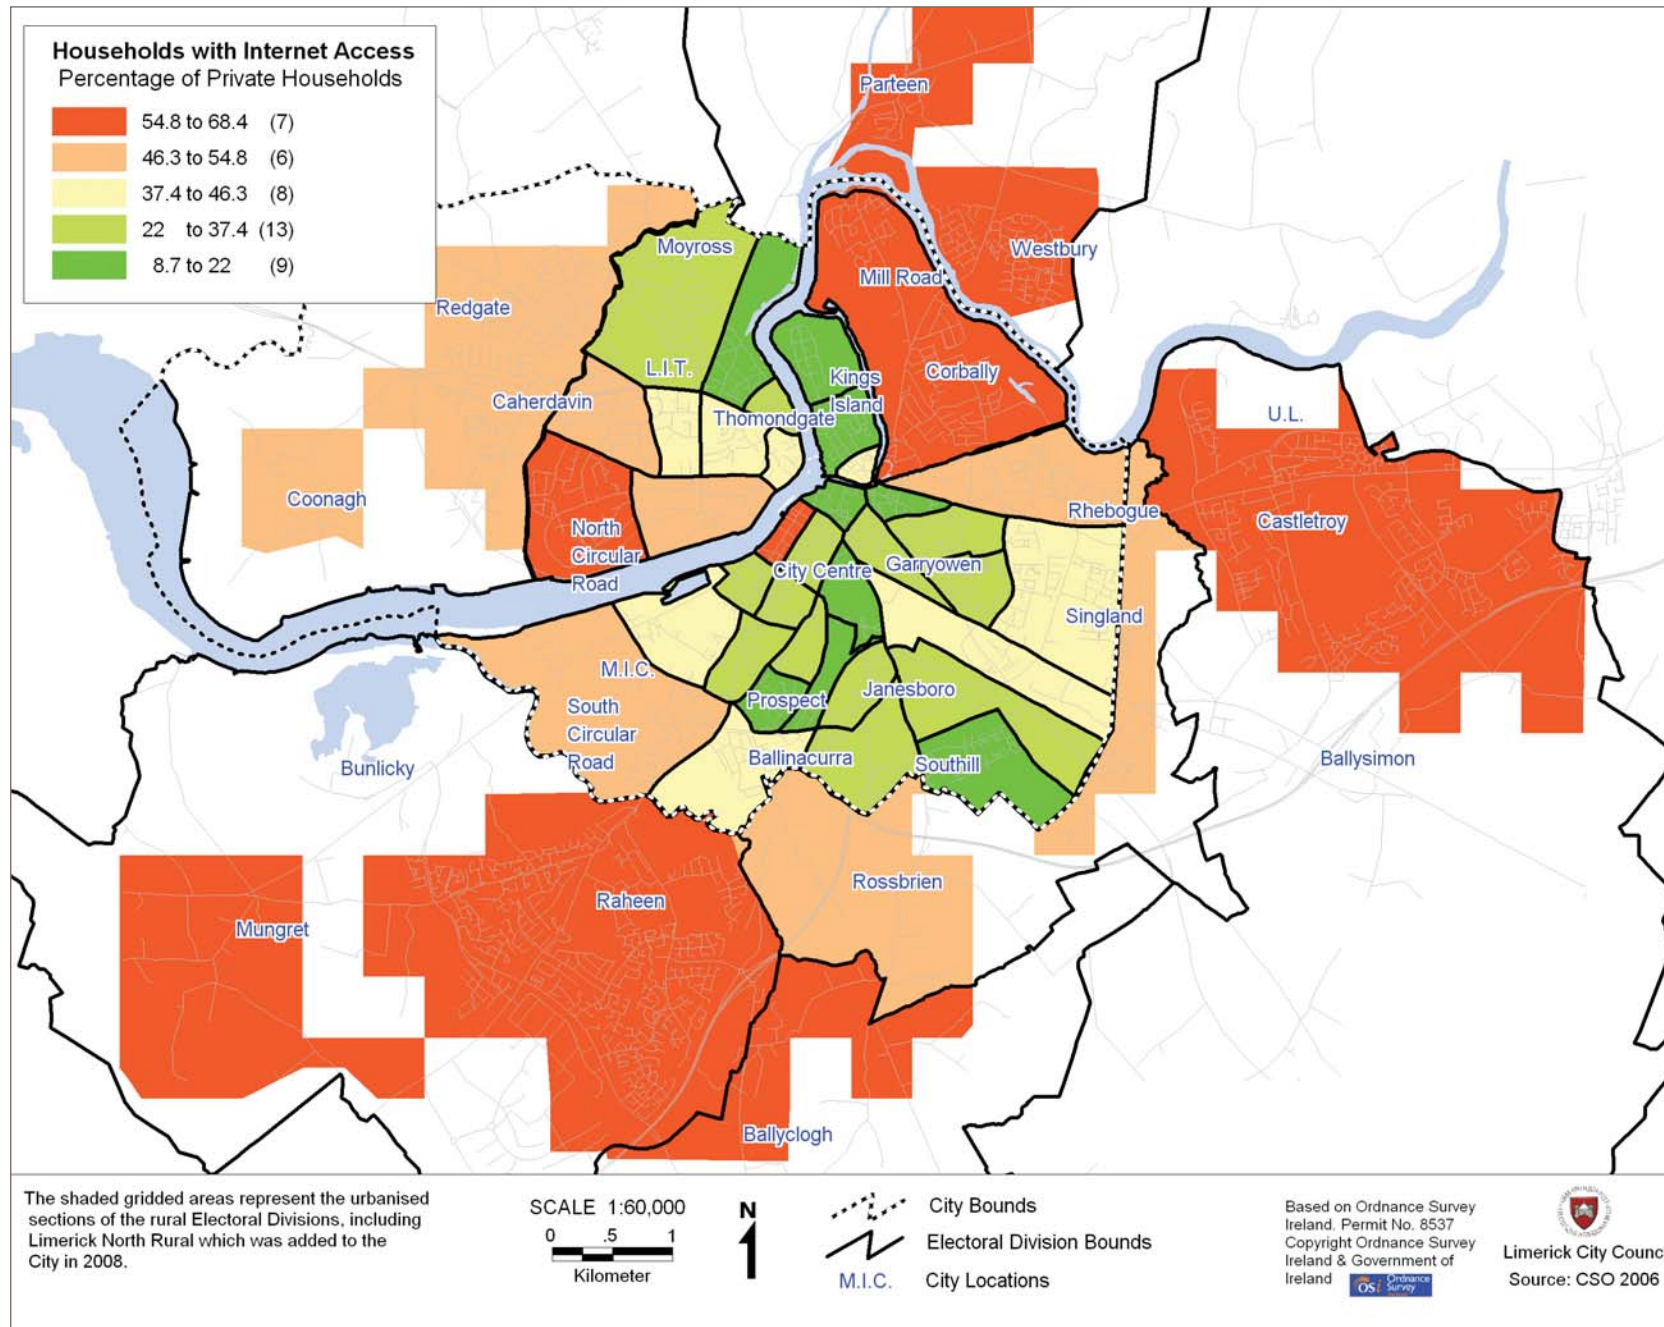 Households with Internet Access
Percentage of Private Households
54.8 to 68.4 (7)
46.3 to 54.8 (6)
37.4 to 46.3 (8)
22 to 37.4 (13)
8.7 to 22 (9)
Parteen
Westbury
Moyross
Mill Road
Redgate
L.I.T.
Kings
Island
Corbally
Caherdavin
Thomondgate
U.L.
Coonagh
Rhebogue
Castletroy
North
Circular
Road
City Centre
Garryowen
Singland
M.I.C.
Prospect
Janesboro
South
Circular
Road
Bunlicky
Ballinacurra
Southill
Ballysimon
Rossbrien
Raheen
Mungret
Ballyclogh
The shaded gridded areas represent the urbanised
sections of the rural Electoral Divisions, including
Limerick North Rural which was added to the
City in 2008.
SCALE 1:60,000
0 .5 1
Kilometer
N
City Bounds
Electoral Division Bounds
M.I.C. City Locations
Based on Ordnance Survey
Ireland. Permit No. 8537
Copyright Ordnance Survey
Ireland & Government of
Ireland
OSi Ordnance
Survey
Limerick City Counc
Source: CSO 2006